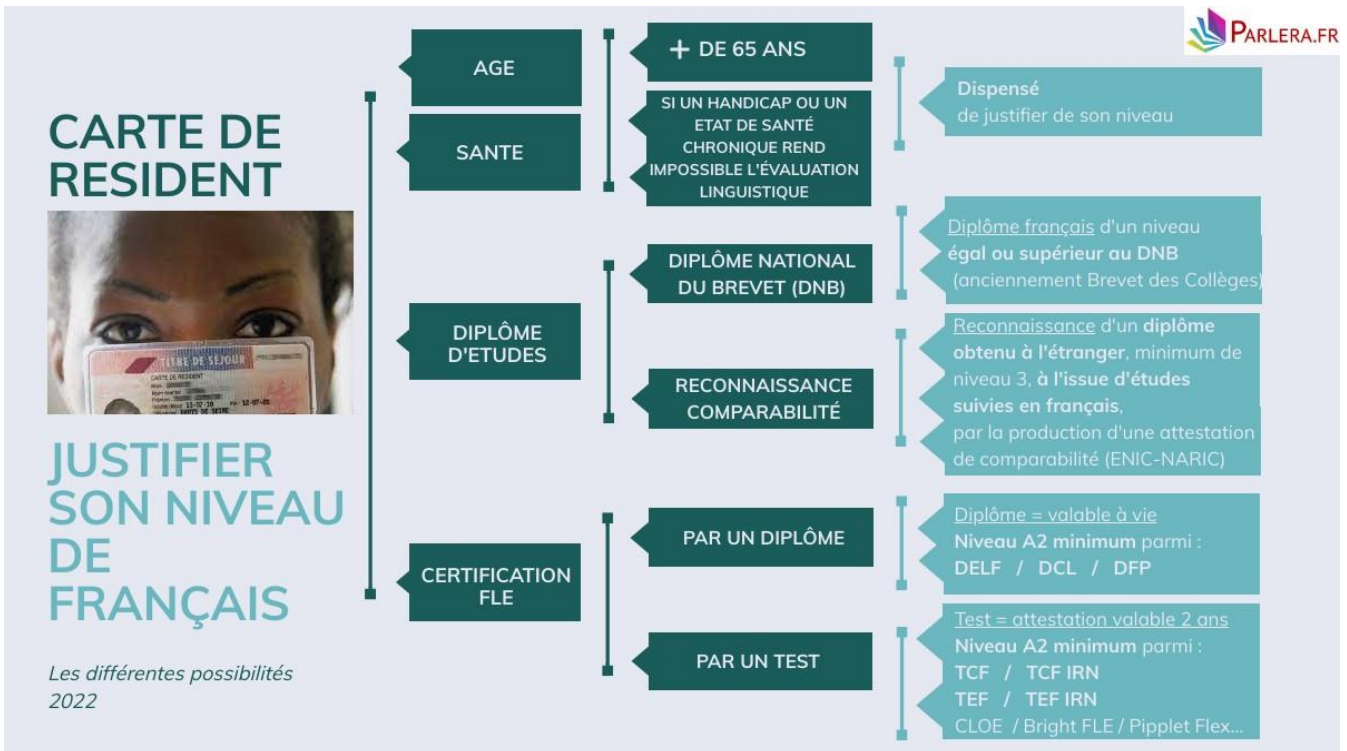 PARLERA.FR
CARTE DE
RESIDENT
TITRE DE SÉJOUR
CARTE DE RESIDENT
JUSTIFIER
SON NIVEAU
DE
FRANÇAIS
Les différentes possibilités
2022
AGE
SANTE
+ DE 65 ANS
SI UN HANDICAP OU UN
ETAT DE SANTÉ
CHRONIQUE REND
IMPOSSIBLE L'ÉVALUATION
LINGUISTIQUE
Dispensé
de justifier de son niveau
DIPLÔME
D'ETUDES
DIPLÔME NATIONAL
DU BREVET (DNB)
Diplôme français d'un niveau
égal ou supérieur au DNB
(anciennement Brevet des Collèges)
RECONNAISSANCE
COMPARABILITÉ
Reconnaissance d'un diplôme
obtenu à l'étranger, minimum de
niveau 3, à l'issue d'études
suivies en français,
par la production d'une attestation
de comparabilité (ENIC-NARIC)
CERTIFICATION
FLE
PAR UN DIPLÔME
Diplôme = valable à vie
Niveau A2 minimum parmi :
DELF / DCL / DFP
PAR UN TEST
Test = attestation valable 2 ans
Niveau A2 minimum parmi :
TCF / TCF IRN
TEF / TEF IRN
CLOE / Bright FLE / Pipplet Flex...